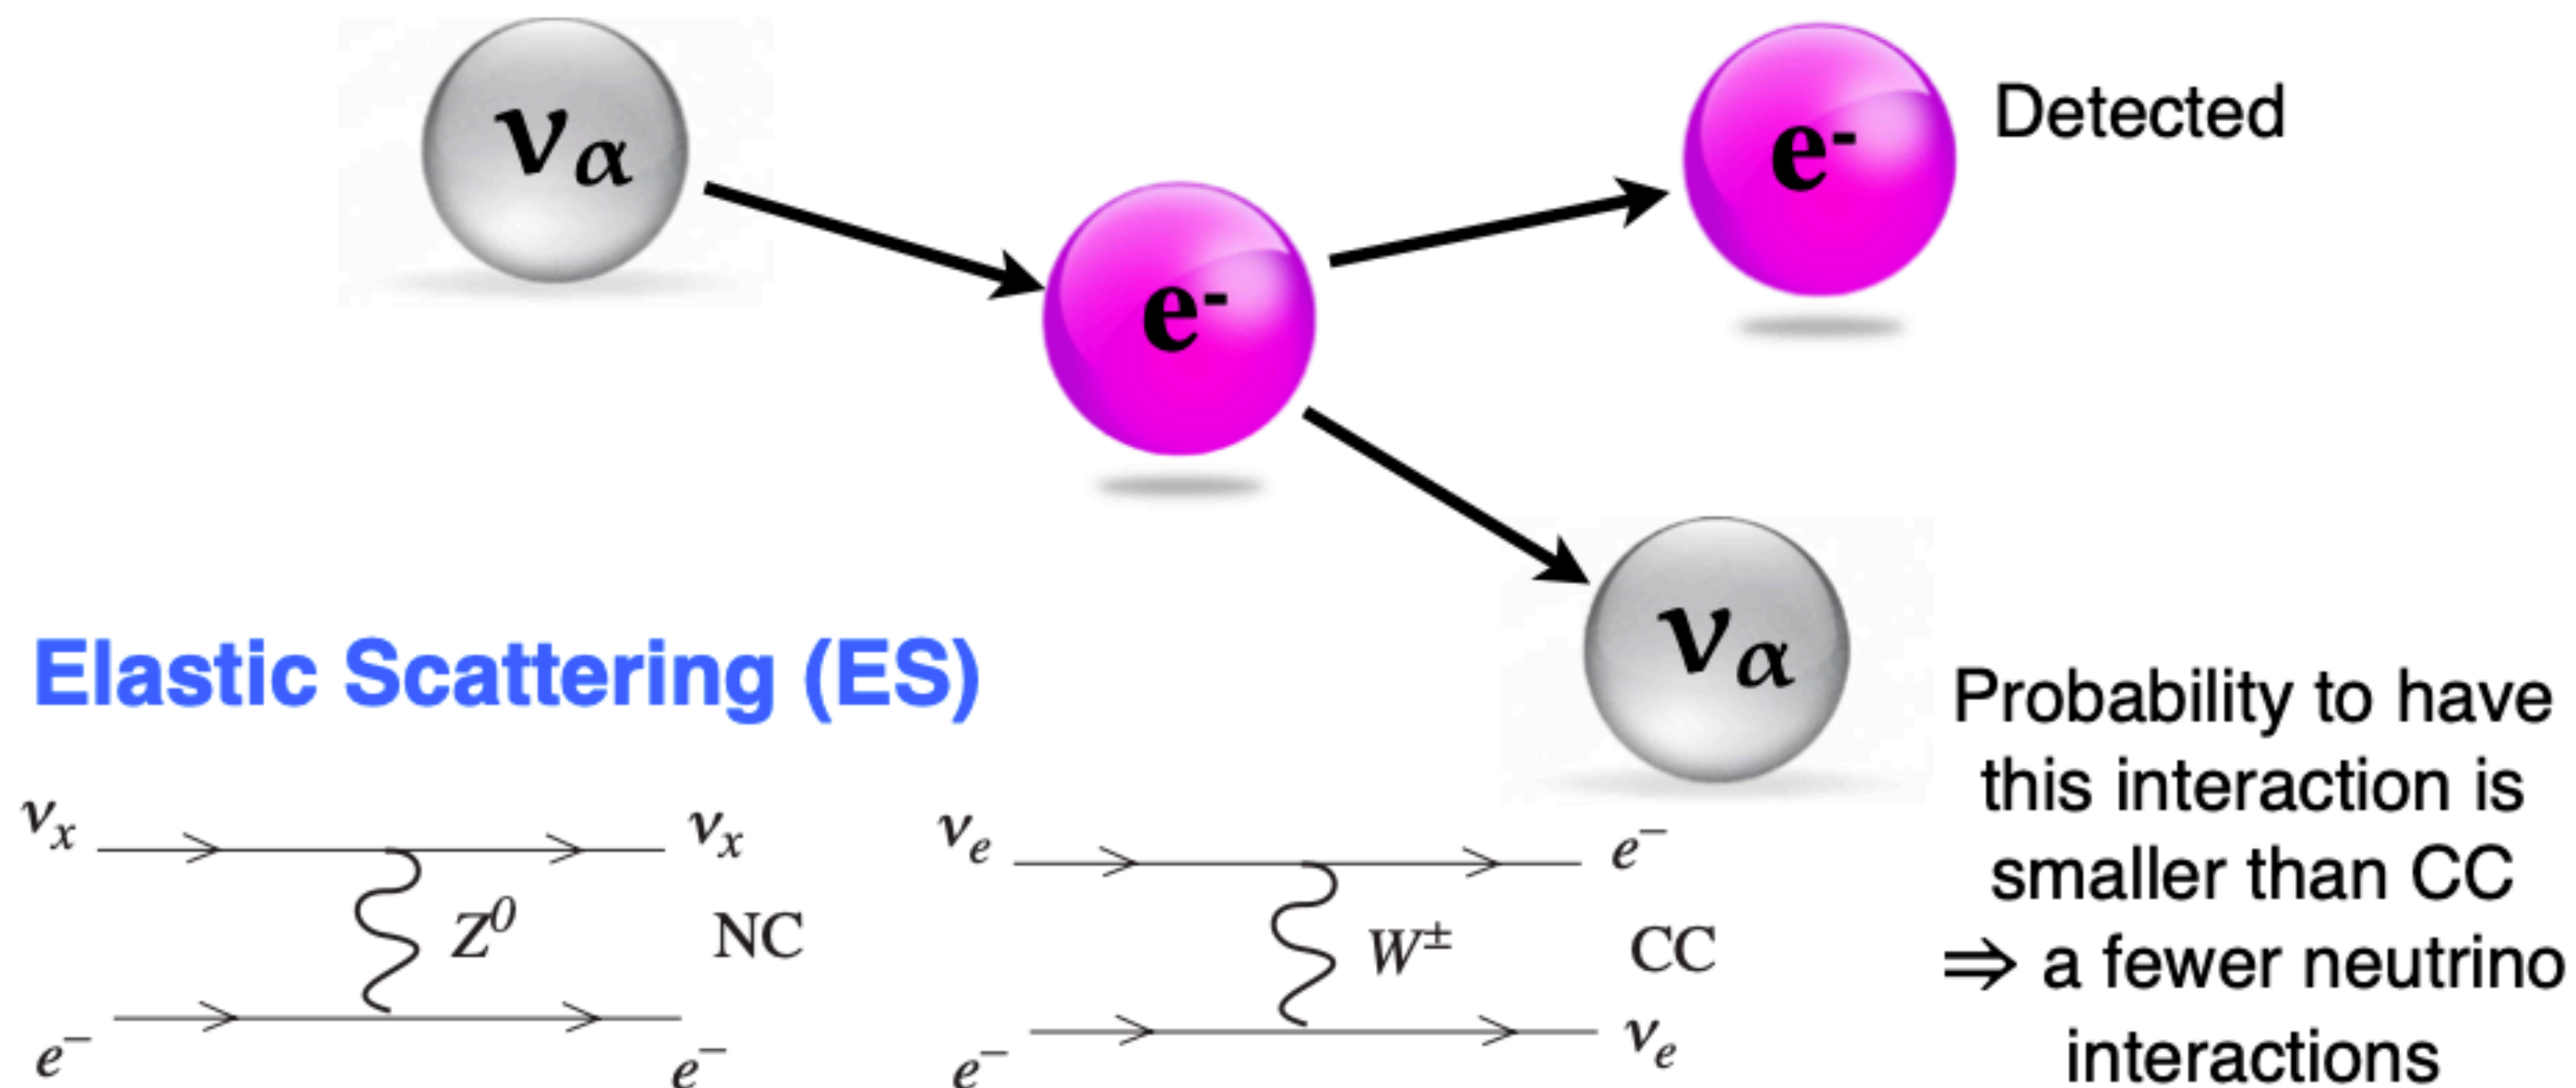 να
e-
Detected
e-
να
Elastic Scattering (ES)
Probability to have
this interaction is
smaller than CC
⇒ a fewer neutrino
interactions
νx
νx
Z0
NC
e−
e−
νe
e−
W±
CC
e−
νe